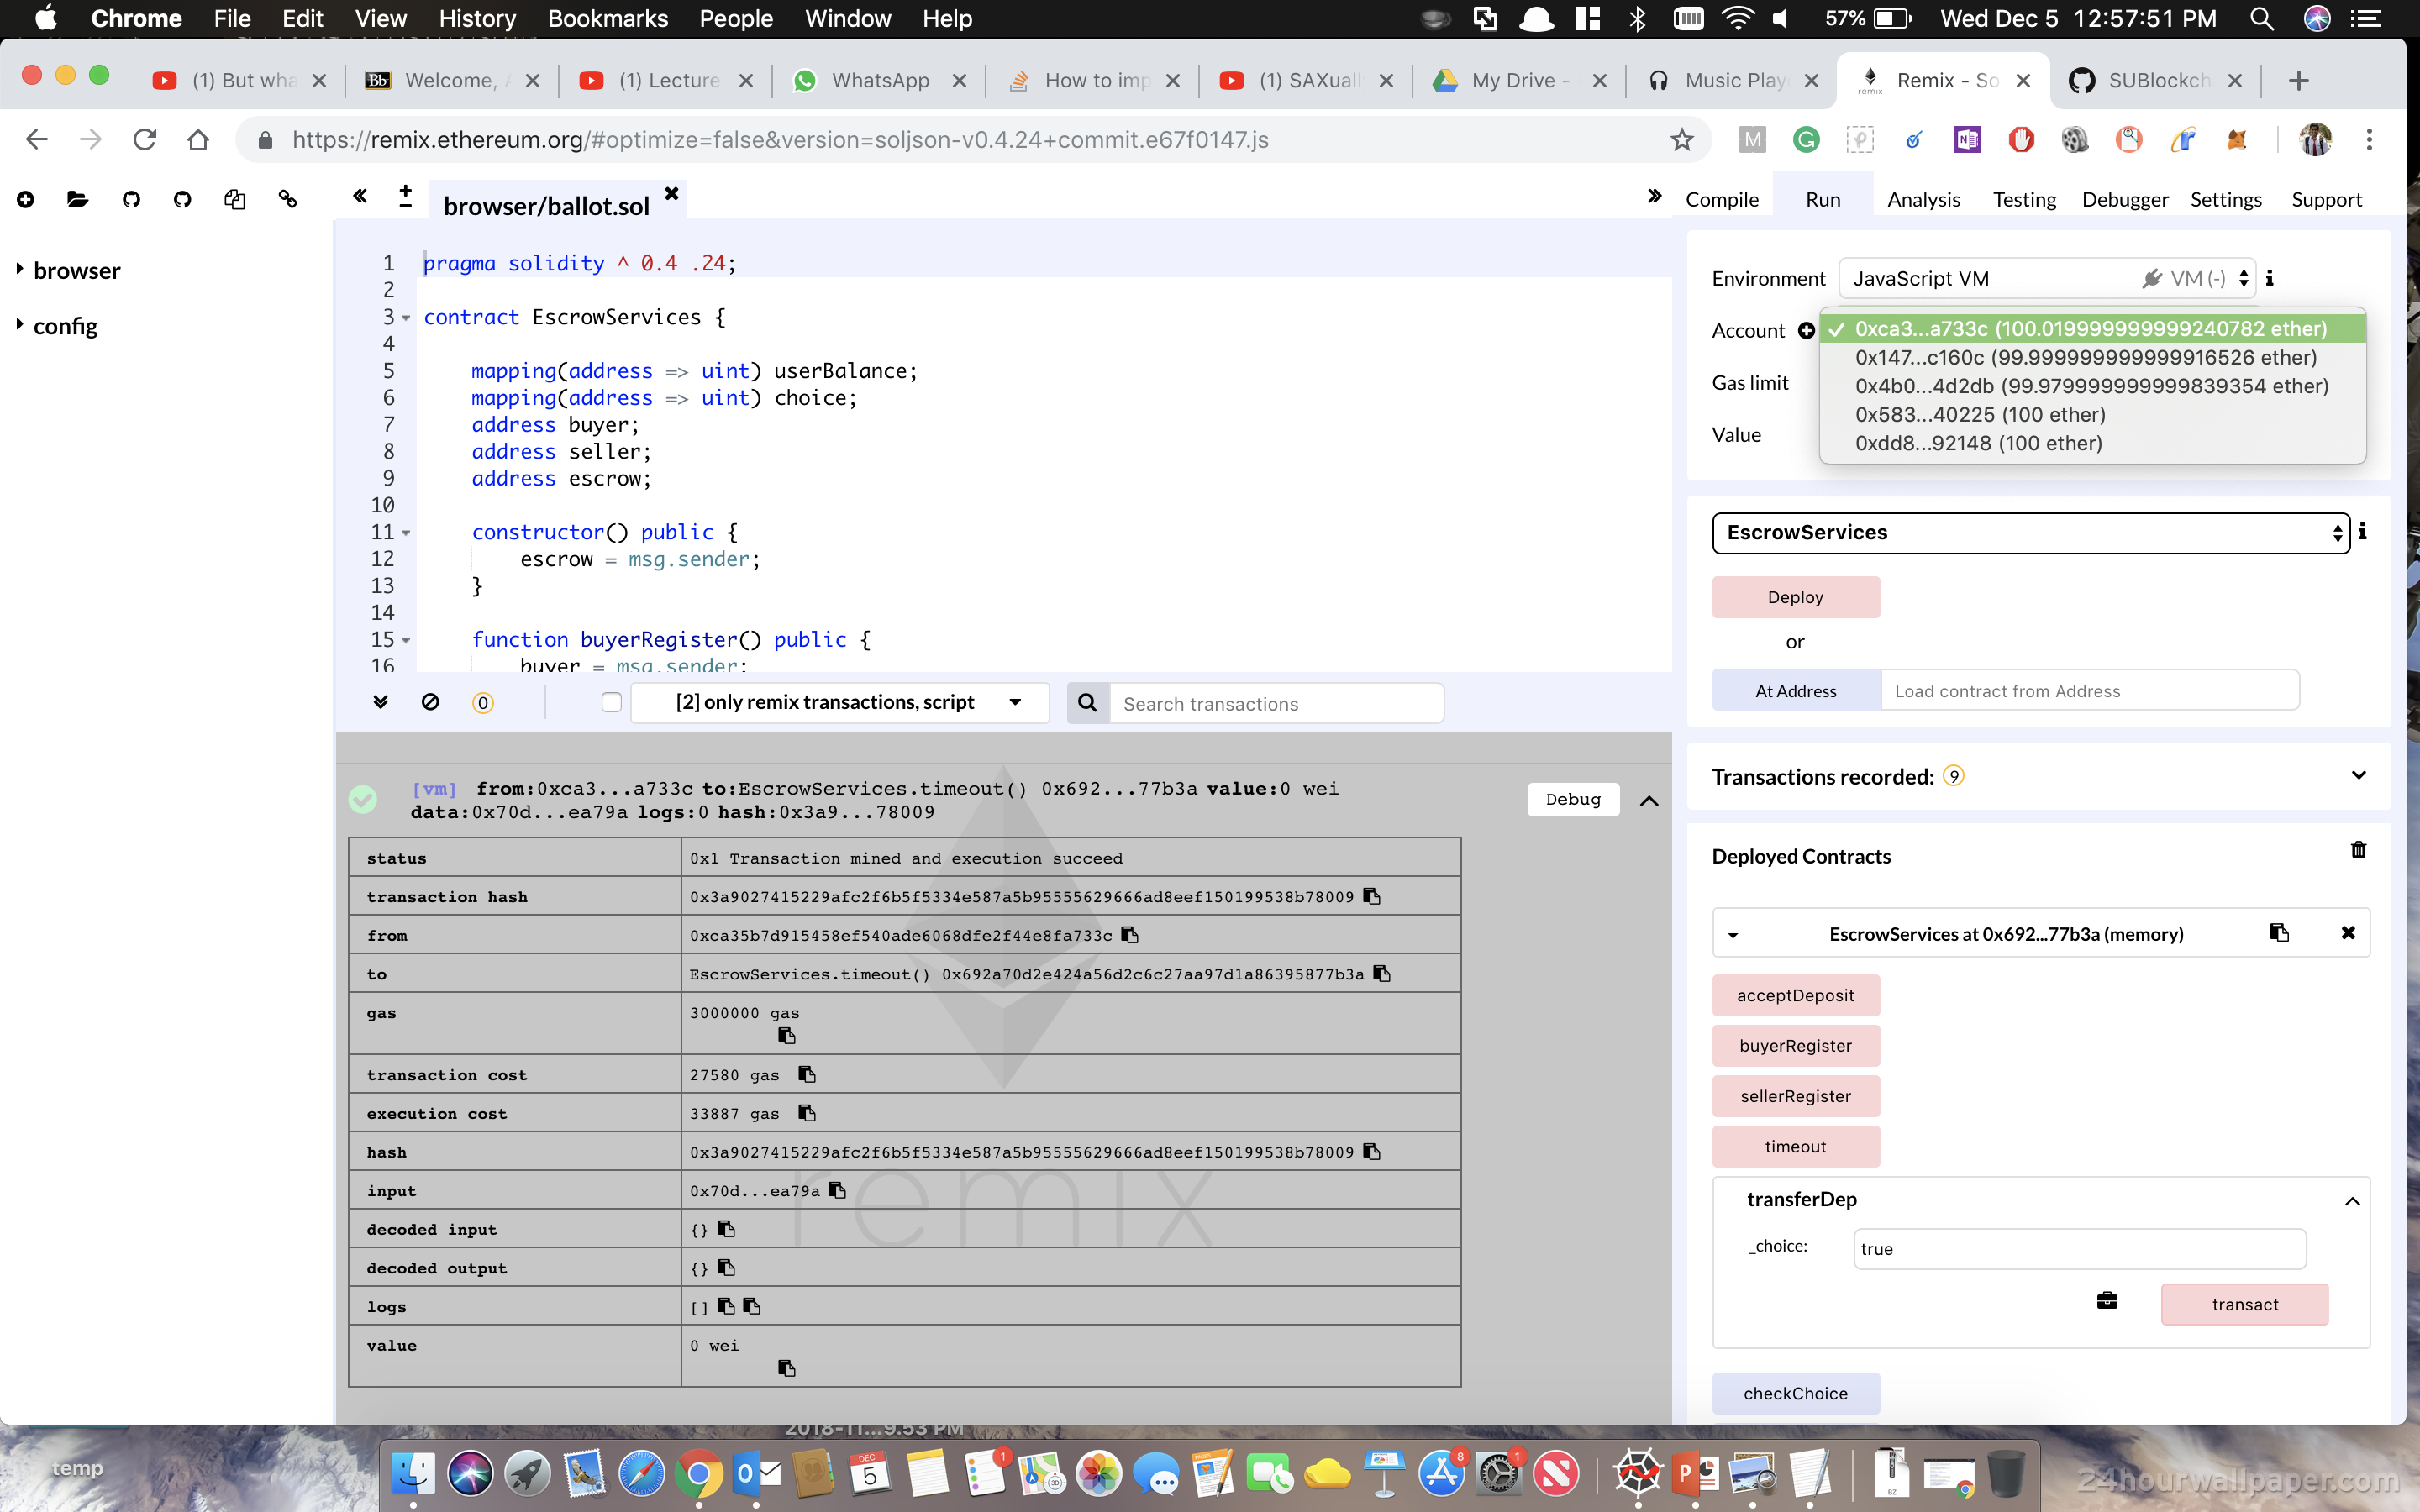 Chrome File Edit View History Bookmarks People Window Help 57% Wed Dec 5 12:57:51 PM
(1) But wha Bb Welcome, A (1) Lecture WhatsApp How to imp (1) SAXuall My Drive - Music Play Remix - So SUBlockch
https://remix.ethereum.org/#optimize=false&version=soljson-v0.4.24+commit.e67f0147.js
browser/ballot.sol
Compile Run Analysis Testing Debugger Settings Support
browser
config
1 pragma solidity ^ 0.4 .24;
2
3 contract EscrowServices {
4
5 mapping(address => uint) userBalance;
6 mapping(address => uint) choice;
7 address buyer;
8 address seller;
9 address escrow;
10
11 constructor() public {
12 escrow = msg.sender;
13 }
14
15 function buyerRegister() public {
16 buyer = msg.sender;
0 [2] only remix transactions, script Search transactions
[vm] from:0xca3...a733c to:EscrowServices.timeout() 0x692...77b3a value:0 wei
data:0x70d...ea79a logs:0 hash:0x3a9...78009
Debug
status 0x1 Transaction mined and execution succeed
transaction hash 0x3a9027415229afc2f6b5f5334e587a5b95555629666ad8eef150199538b78009
from 0xca35b7d915458ef540ade6068dfe2f44e8fa733c
to EscrowServices.timeout() 0x692a70d2e424a56d2c6c27aa97d1a86395877b3a
gas 3000000 gas
transaction cost 27580 gas
execution cost 33887 gas
hash 0x3a9027415229afc2f6b5f5334e587a5b95555629666ad8eef150199538b78009
input 0x70d...ea79a
decoded input {}
decoded output {}
logs []
value 0 wei
remix
Environment JavaScript VM VM (-)
Account 0xca3...a733c (100.019999999999240782 ether)
0x147...c160c (99.999999999999916526 ether)
0x4b0...4d2db (99.979999999999839354 ether)
0x583...40225 (100 ether)
0xdd8...92148 (100 ether)
Gas limit
Value
EscrowServices
Deploy
or
At Address Load contract from Address
Transactions recorded: 9
Deployed Contracts
EscrowServices at 0x692...77b3a (memory)
acceptDeposit
buyerRegister
sellerRegister
timeout
transferDep
_choice: true
transact
checkChoice
2018-11...9.53 PM
temp
24hourwallpaper.com